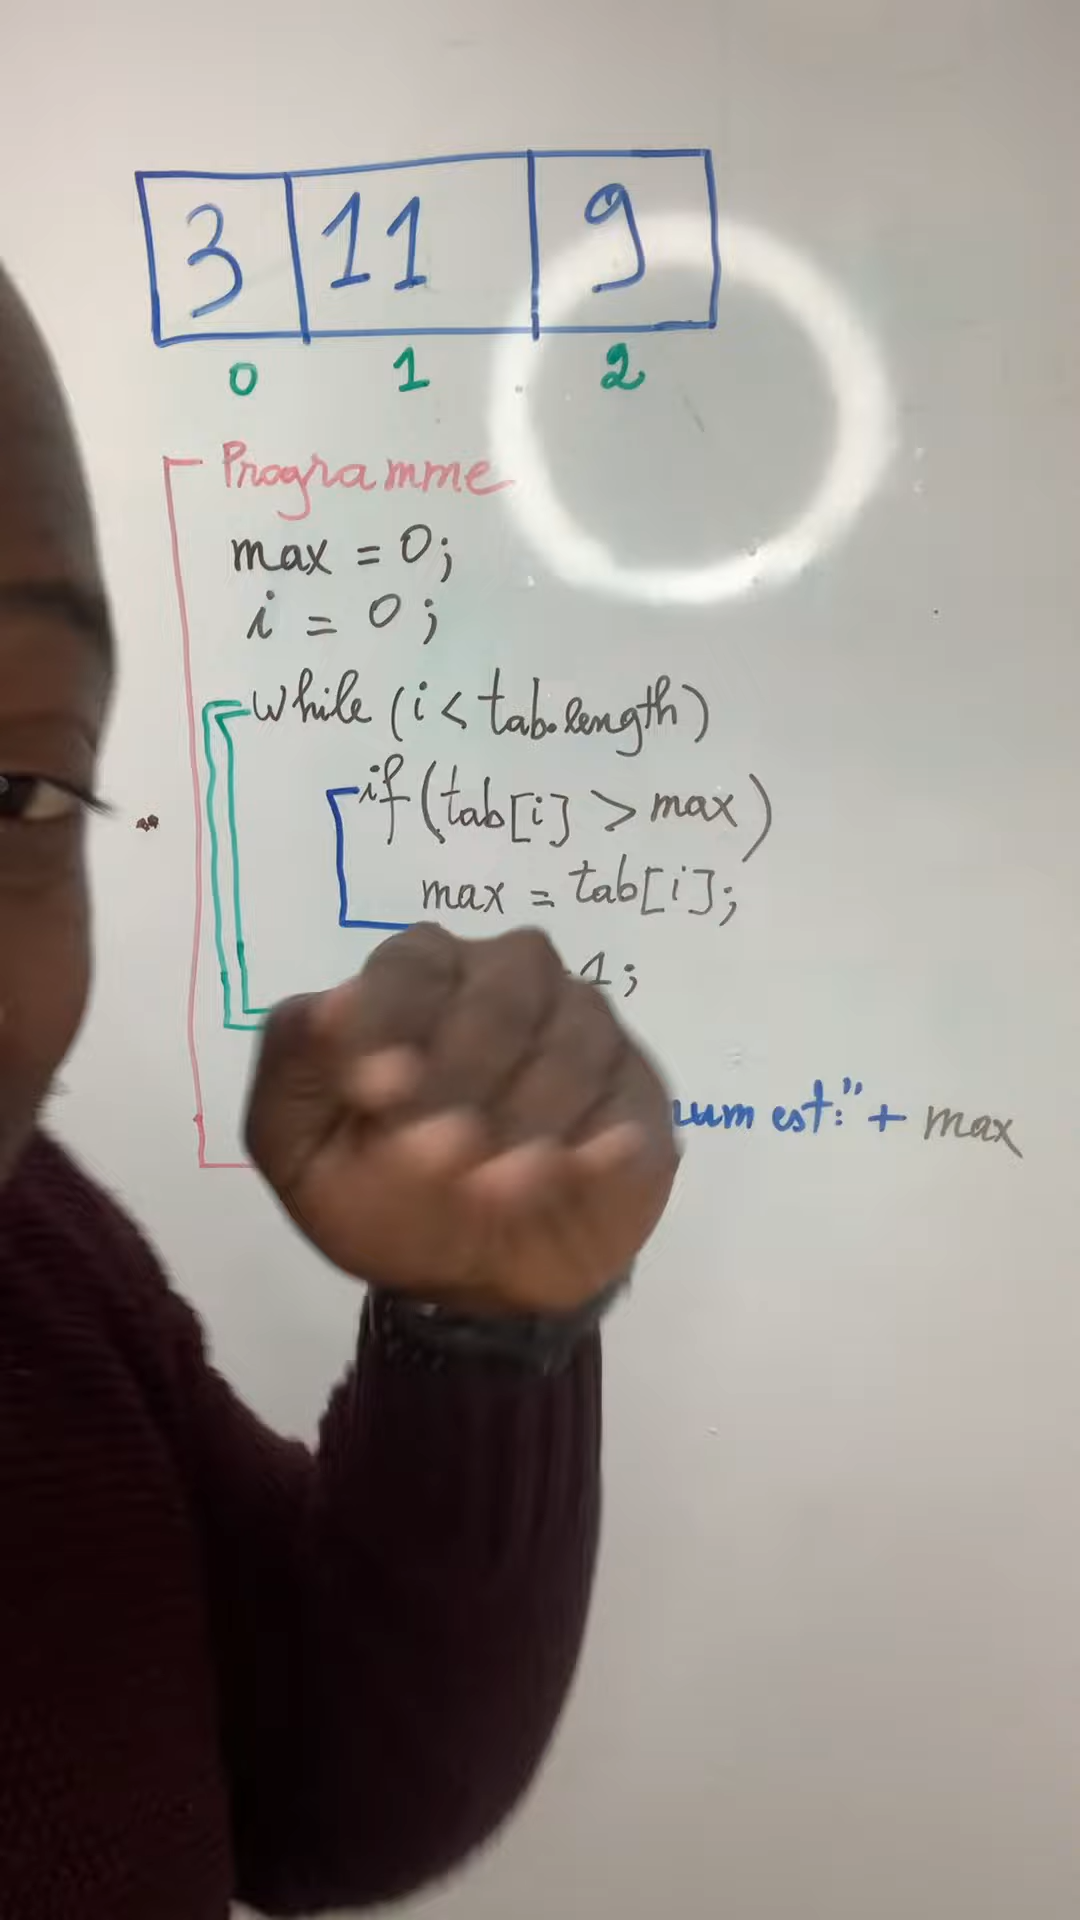 3 11 9
0 1 2
Programme
max = 0;
i = 0;
while (i < tab.length)
if (tab[i] > max)
max = tab[i];
1;
est:" + max